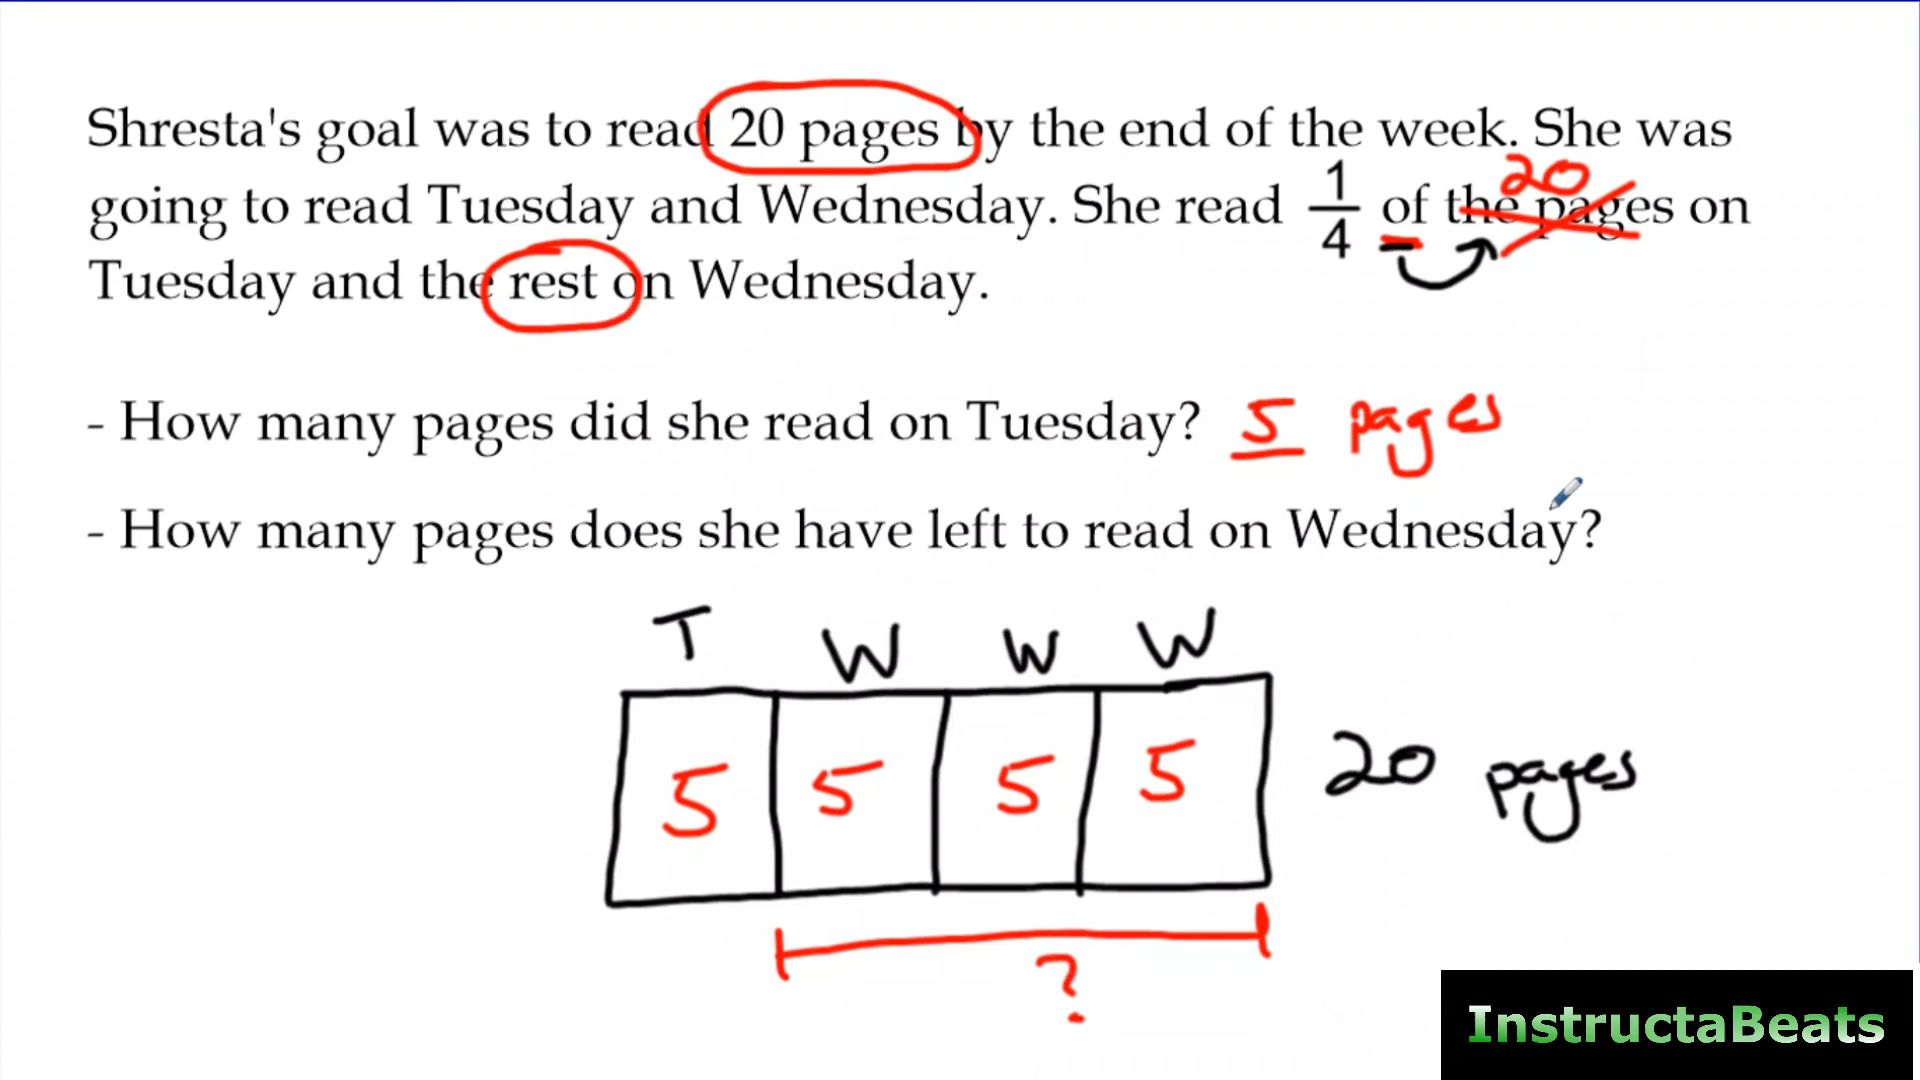 Shresta's goal was to read 20 pages by the end of the week. She was
20
going to read Tuesday and Wednesday. She read 1/4 of the pages on
Tuesday and the rest on Wednesday.
- How many pages did she read on Tuesday? 5 pages
- How many pages does she have left to read on Wednesday?
T W W W
5 5 5 5 20 pages
?
InstructaBeats